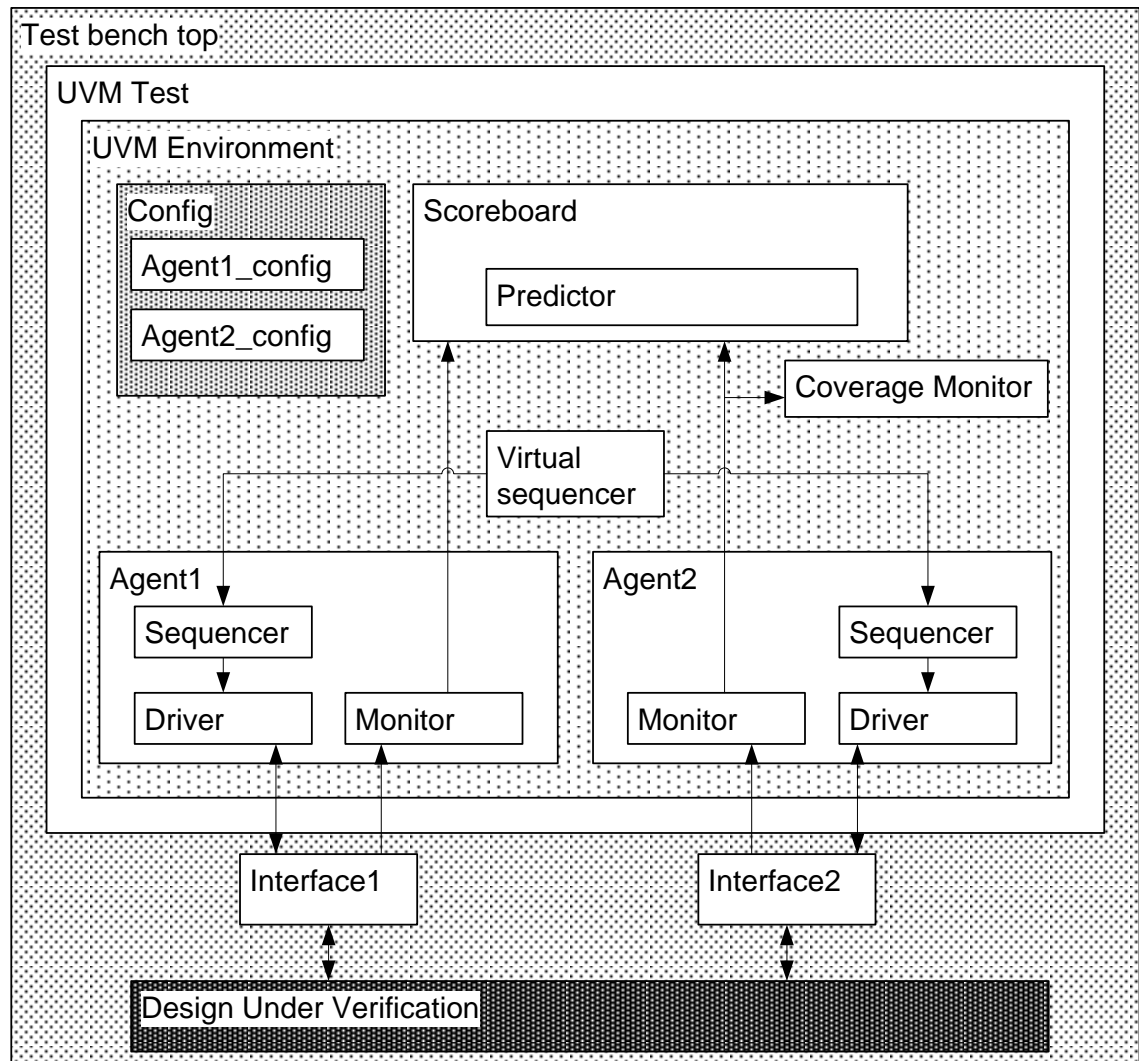 Test bench top
UVM Test
UVM Environment
Config
Agent1_config
Agent2_config
Scoreboard
Predictor
Coverage Monitor
Virtual
sequencer
Agent1
Sequencer
Driver
Monitor
Agent2
Sequencer
Monitor
Driver
Interface1
Interface2
Design Under Verification